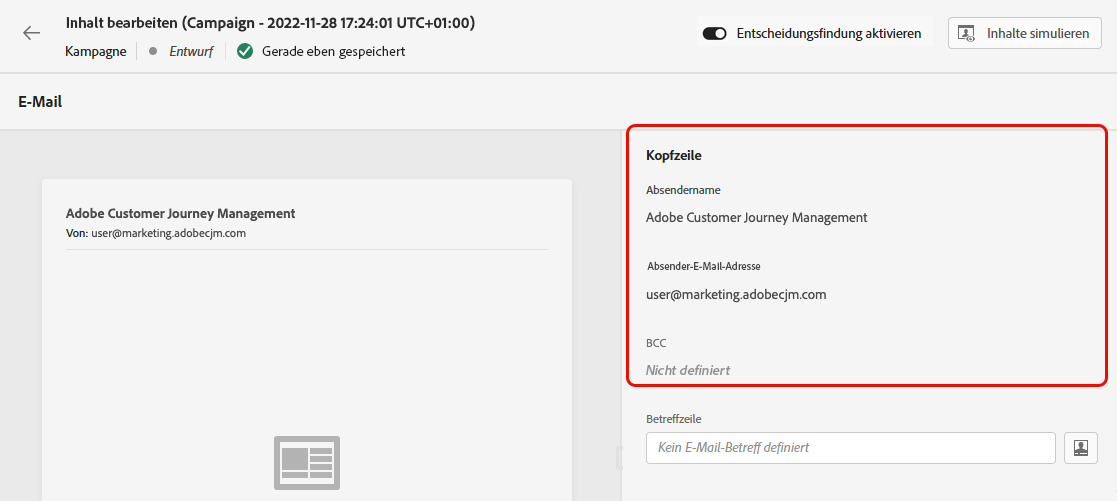 Inhalt bearbeiten (Campaign - 2022-11-28 17:24:01 UTC+01:00)
Kampagne
Entwurf
Gerade eben gespeichert
Entscheidungsfindung aktivieren
Inhalte simulieren
E-Mail
Adobe Customer Journey Management
Von: user@marketing.adobecjm.com
Kopfzeile
Absendername
Adobe Customer Journey Management
Absender-E-Mail-Adresse
user@marketing.adobecjm.com
BCC
Nicht definiert
Betreffzeile
Kein E-Mail-Betreff definiert